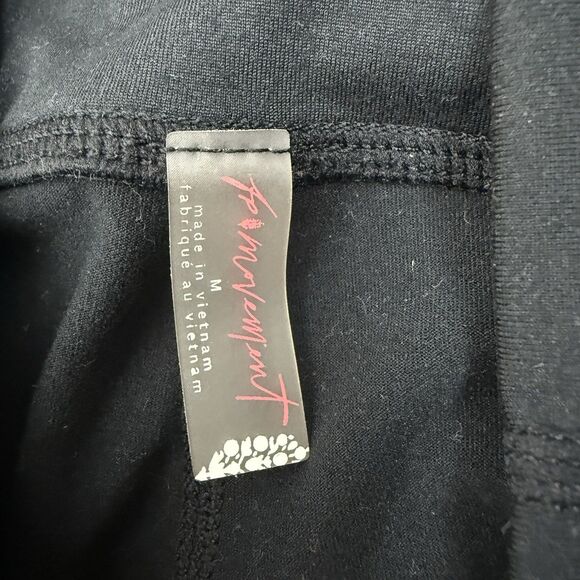 fp movement
M
made in vietnam
fabriqué au vietnam